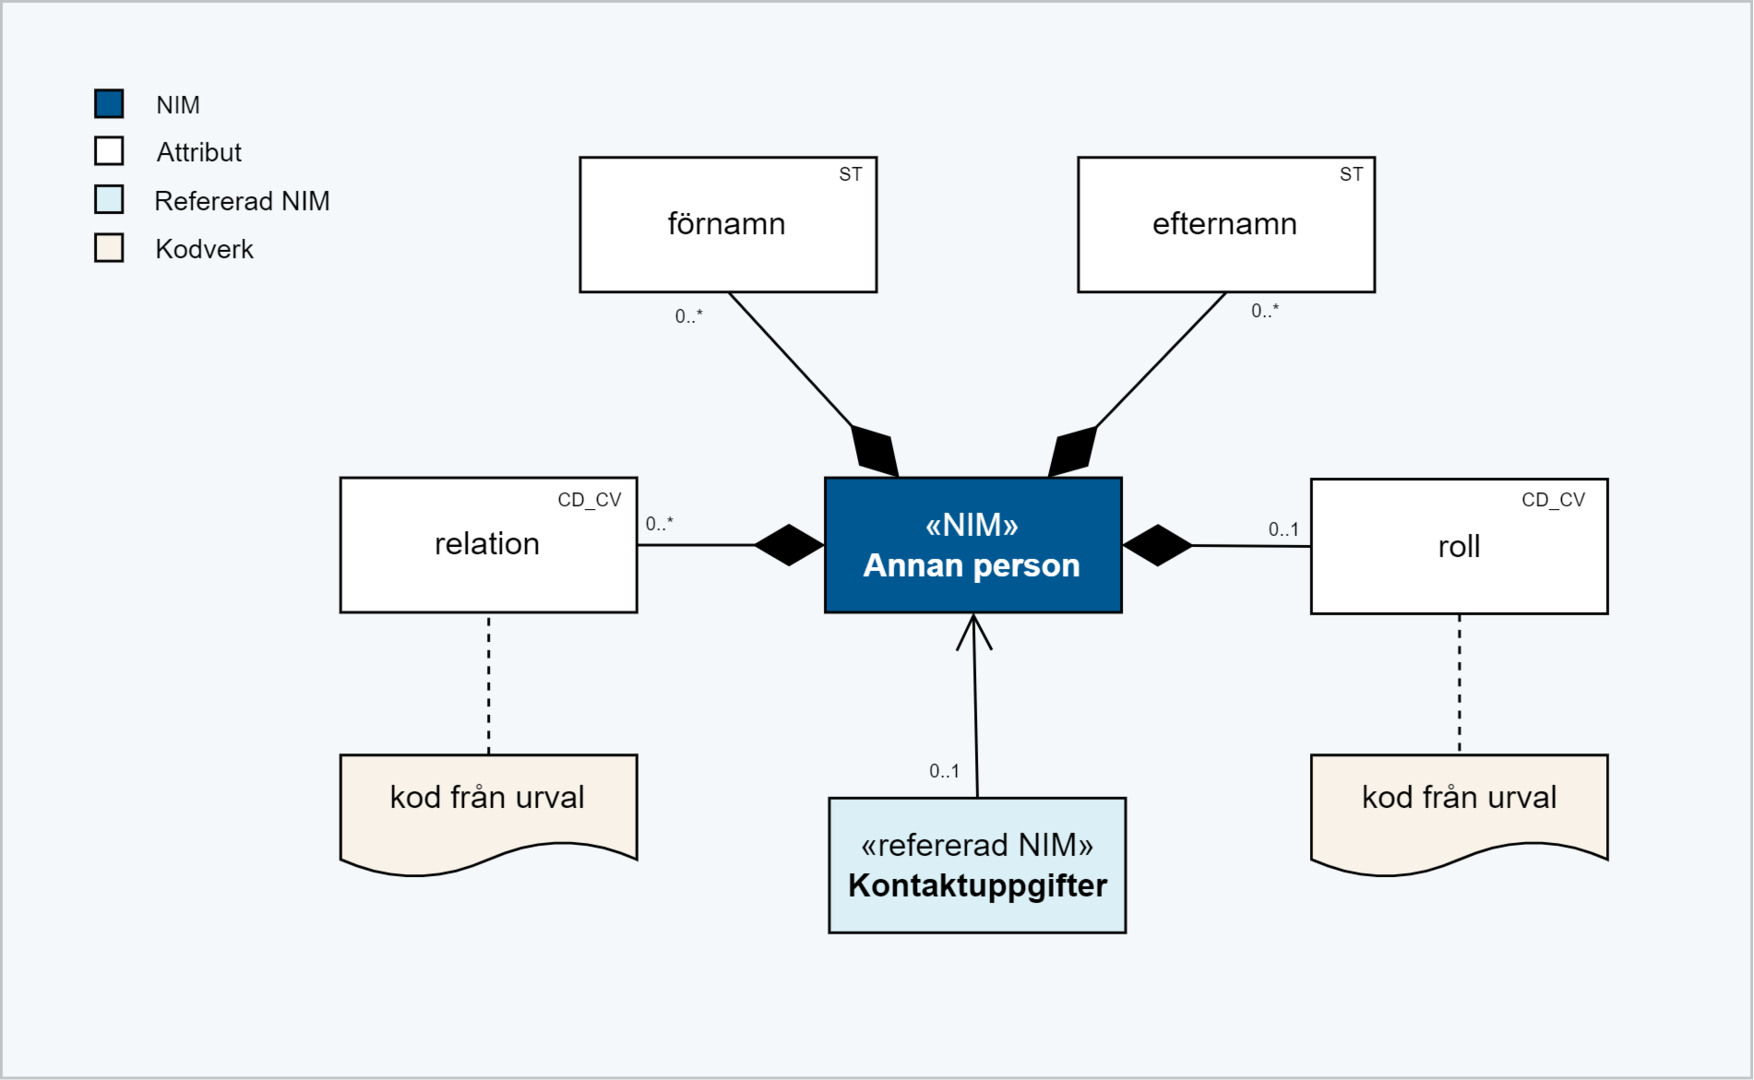 NIM
Attribut
Refererad NIM
Kodverk
ST
förnamn
0..*
ST
efternamn
0..*
CD_CV
relation
0..*
«NIM»
Annan person
0..1
CD_CV
roll
kod från urval
0..1
«refererad NIM»
Kontaktuppgifter
kod från urval